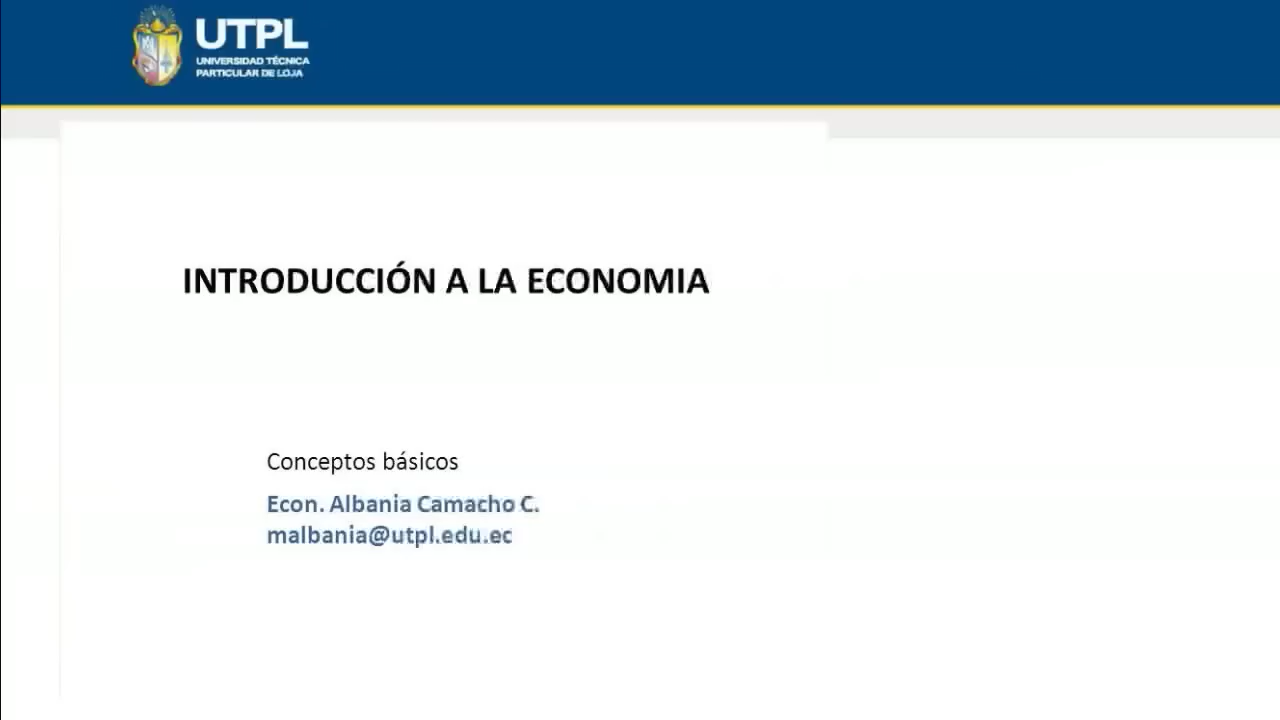 UTPL
UNIVERSIDAD TÉCNICA
PARTICULAR DE LOJA
INTRODUCCIÓN A LA ECONOMIA
Conceptos básicos
Econ. Albania Camacho C.
malbania@utpl.edu.ec